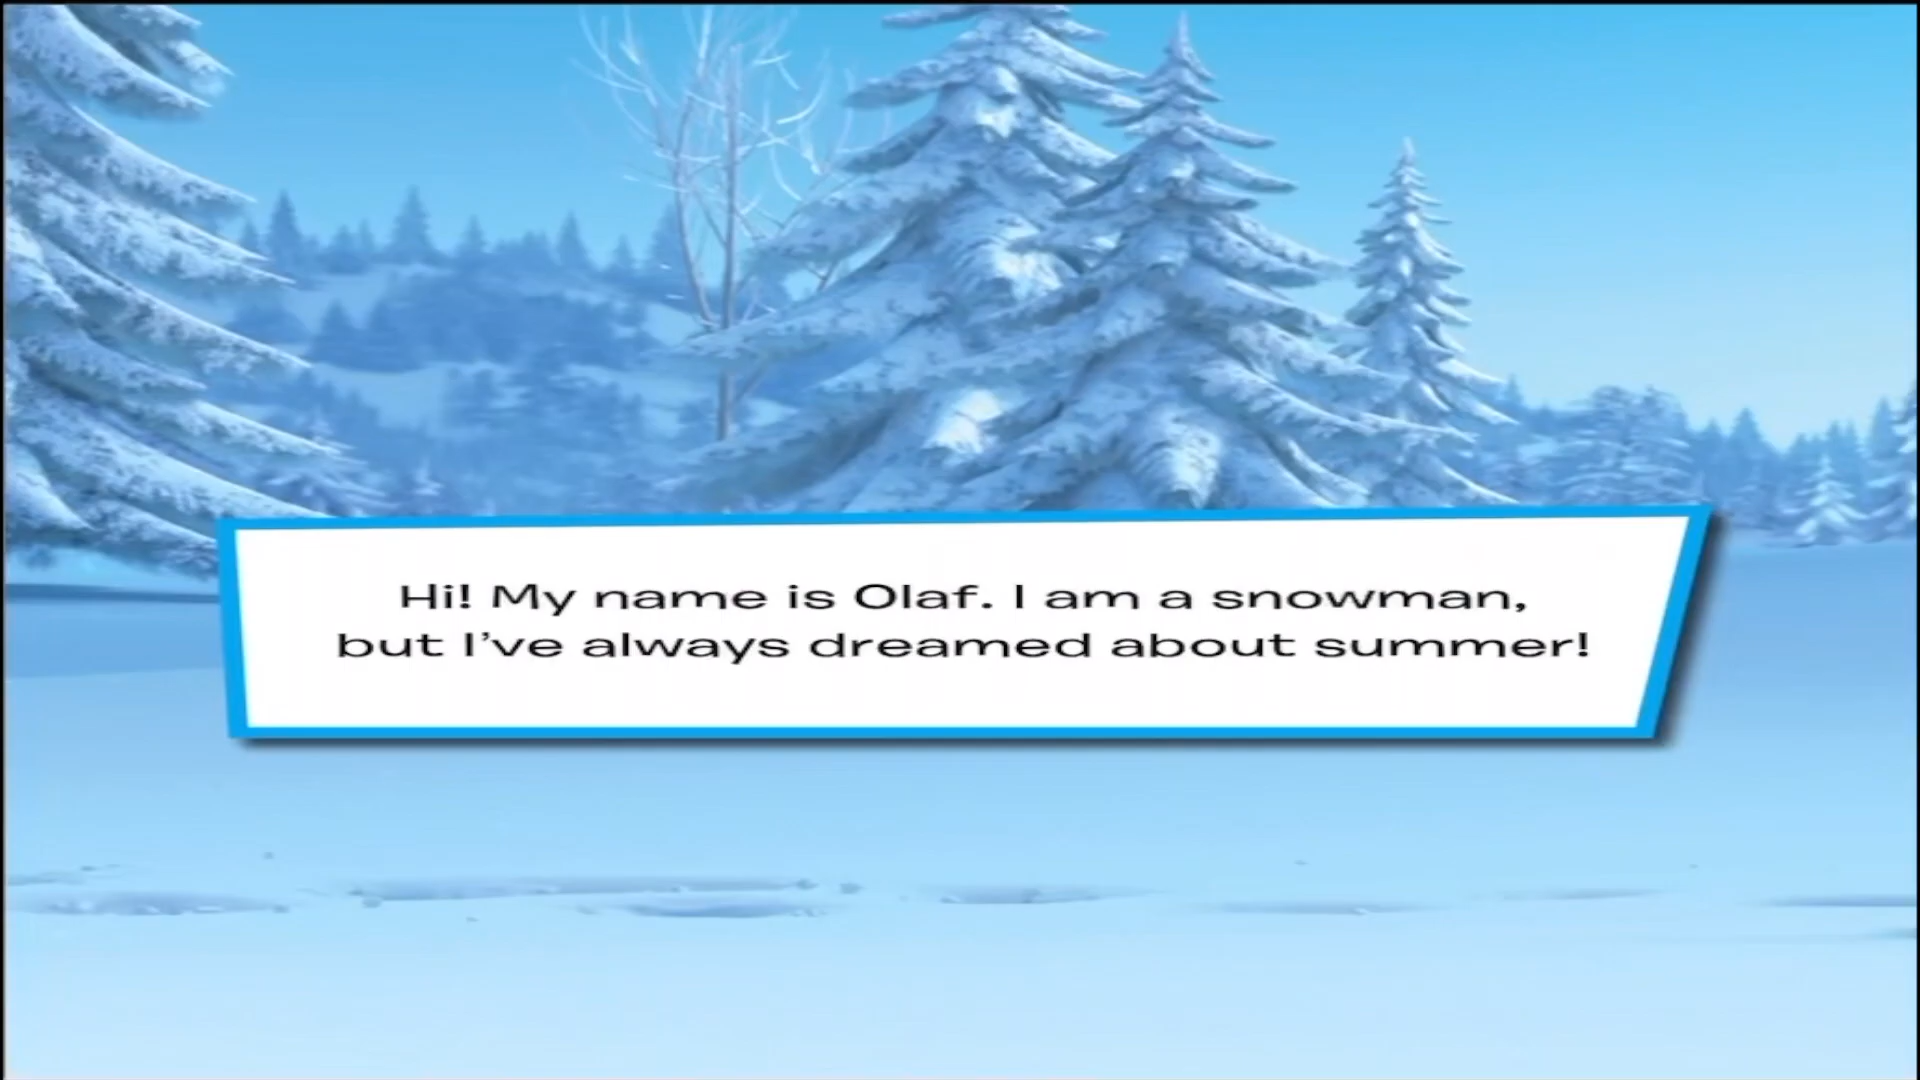 Hi! My name is Olaf. I am a snowman,
but I’ve always dreamed about summer!